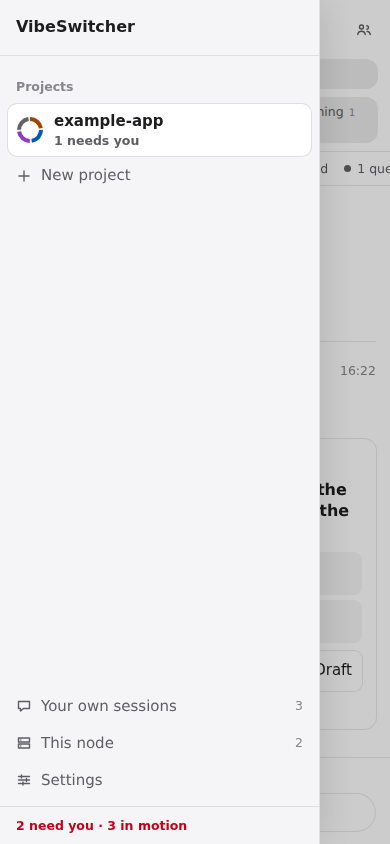 VibeSwitcher
Projects
example-app
1 needs you
New project
ning 1
d • 1 que
16:22
the
the
Draft
Your own sessions 3
This node 2
Settings
2 need you · 3 in motion